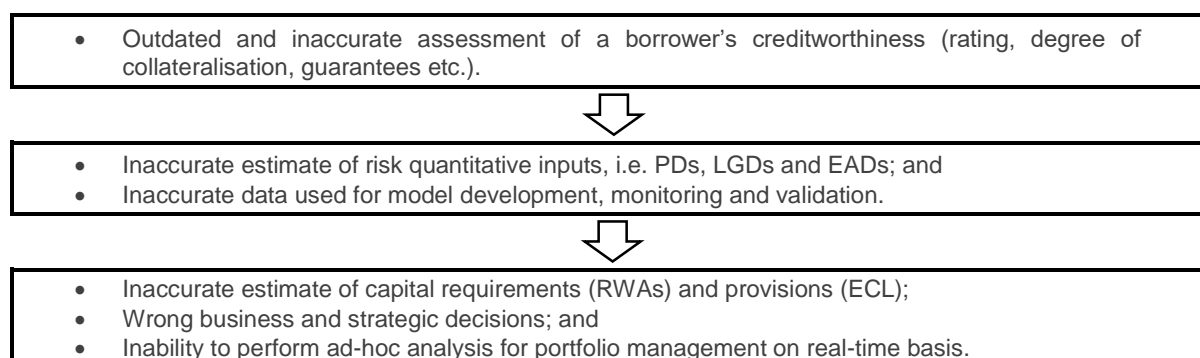 • Outdated and inaccurate assessment of a borrower’s creditworthiness (rating, degree of
collateralisation, guarantees etc.).
• Inaccurate estimate of risk quantitative inputs, i.e. PDs, LGDs and EADs; and
• Inaccurate data used for model development, monitoring and validation.
• Inaccurate estimate of capital requirements (RWAs) and provisions (ECL);
• Wrong business and strategic decisions; and
• Inability to perform ad-hoc analysis for portfolio management on real-time basis.